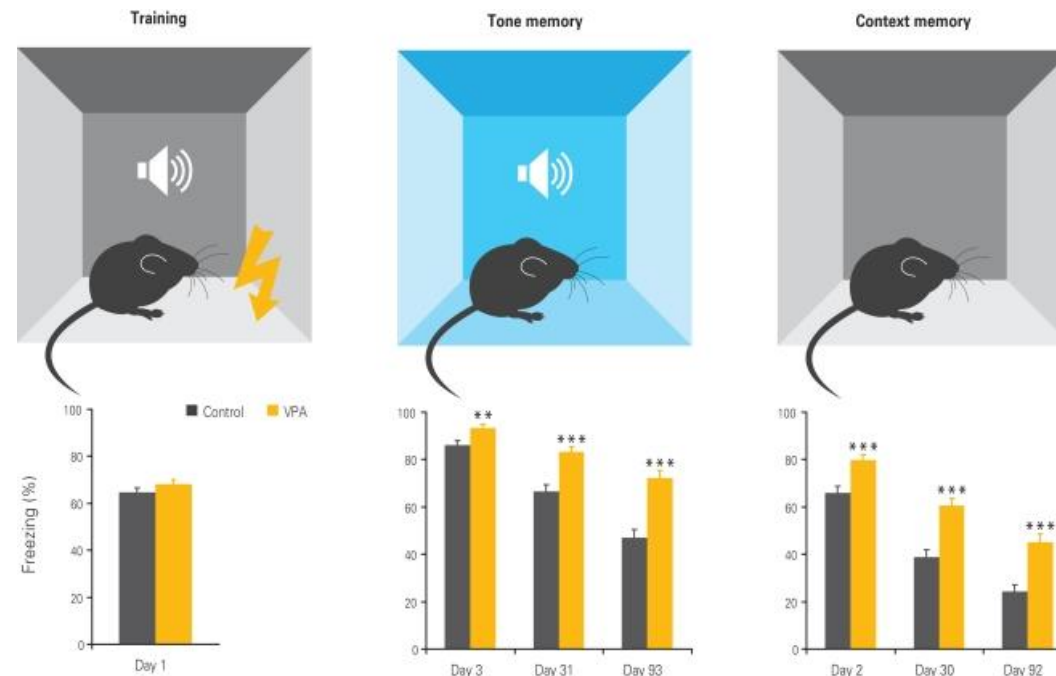 Training
Tone memory
Context memory
Freezing (%)
100
80
60
40
20
0
Control
VPA
Day 1
100
80
60
40
20
0
**
***
***
Day 3
Day 31
Day 93
100
80
60
40
20
0
***
***
***
Day 2
Day 30
Day 92